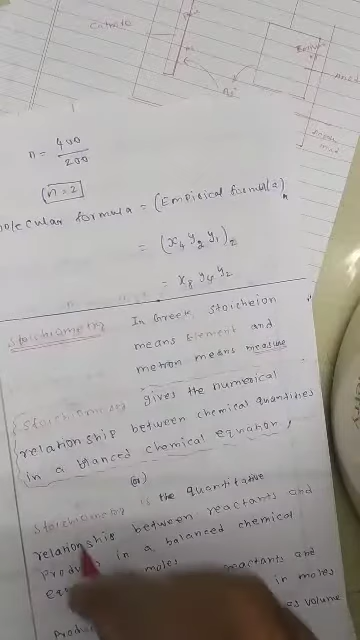 Cathode
n = 400/200
n=2
molecular formula = (Empirical formula)n
= (x4 y2 y1)2
= x8 y4 y2
Stoichiometry In Greek, stoicheion
means Element and
metron means measure
Stoichiometry gives the numerical
relationship between chemical quantities
in a blanced chemical equation,
(or)
Stoichiometry is the quantitative
relationship between reactants and
Products in a balanced chemical
moles reactants and
in moles
volume